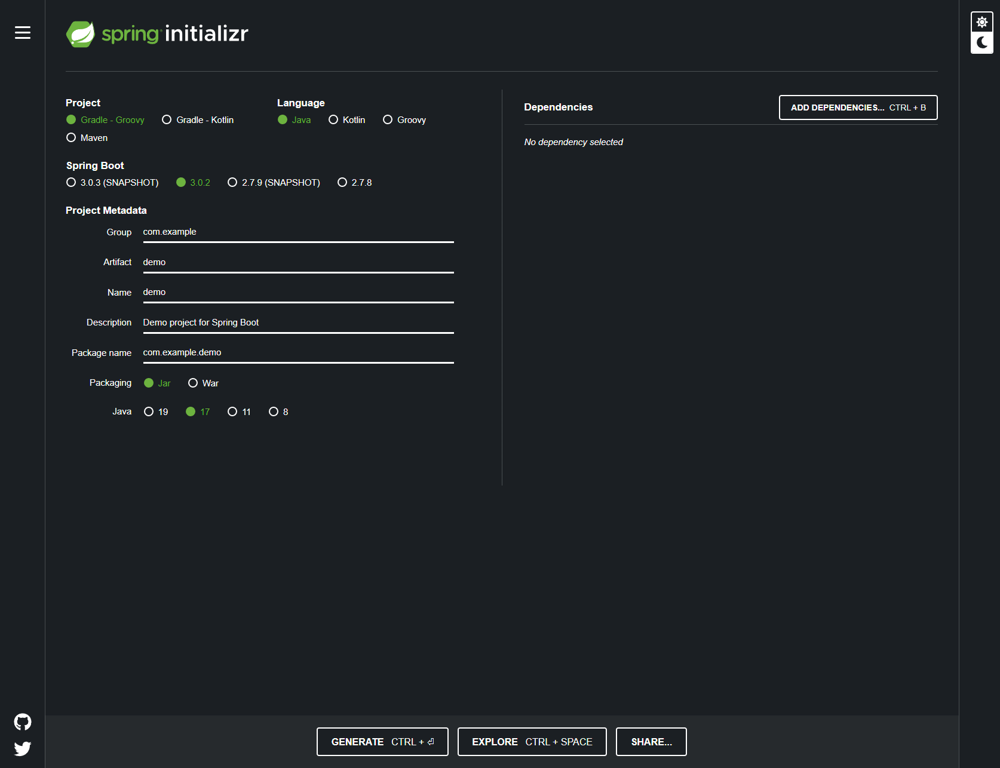 spring initializr
Project
Gradle - Groovy Gradle - Kotlin
Maven
Language
Java Kotlin Groovy
Spring Boot
3.0.3 (SNAPSHOT) 3.0.2 2.7.9 (SNAPSHOT) 2.7.8
Project Metadata
Group com.example
Artifact demo
Name demo
Description Demo project for Spring Boot
Package name com.example.demo
Packaging Jar War
Java 19 17 11 8
Dependencies
ADD DEPENDENCIES... CTRL + B
No dependency selected
GENERATE CTRL + ⏎
EXPLORE CTRL + SPACE
SHARE...